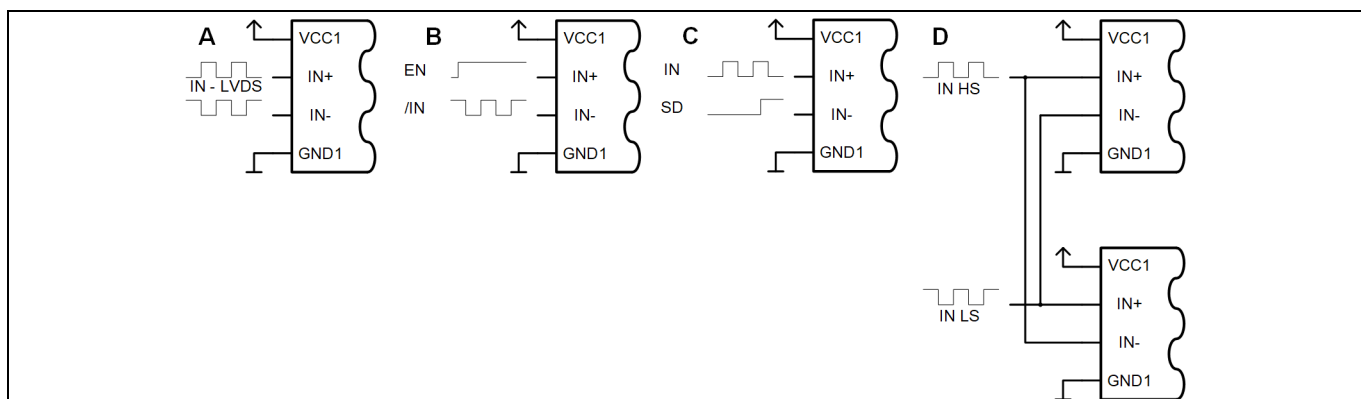 A
VCC1
IN - LVDS
IN+
IN-
GND1
B
VCC1
EN
IN+
/IN
IN-
GND1
C
VCC1
IN
IN+
SD
IN-
GND1
D
VCC1
IN HS
IN+
IN-
GND1
VCC1
IN LS
IN+
IN-
GND1